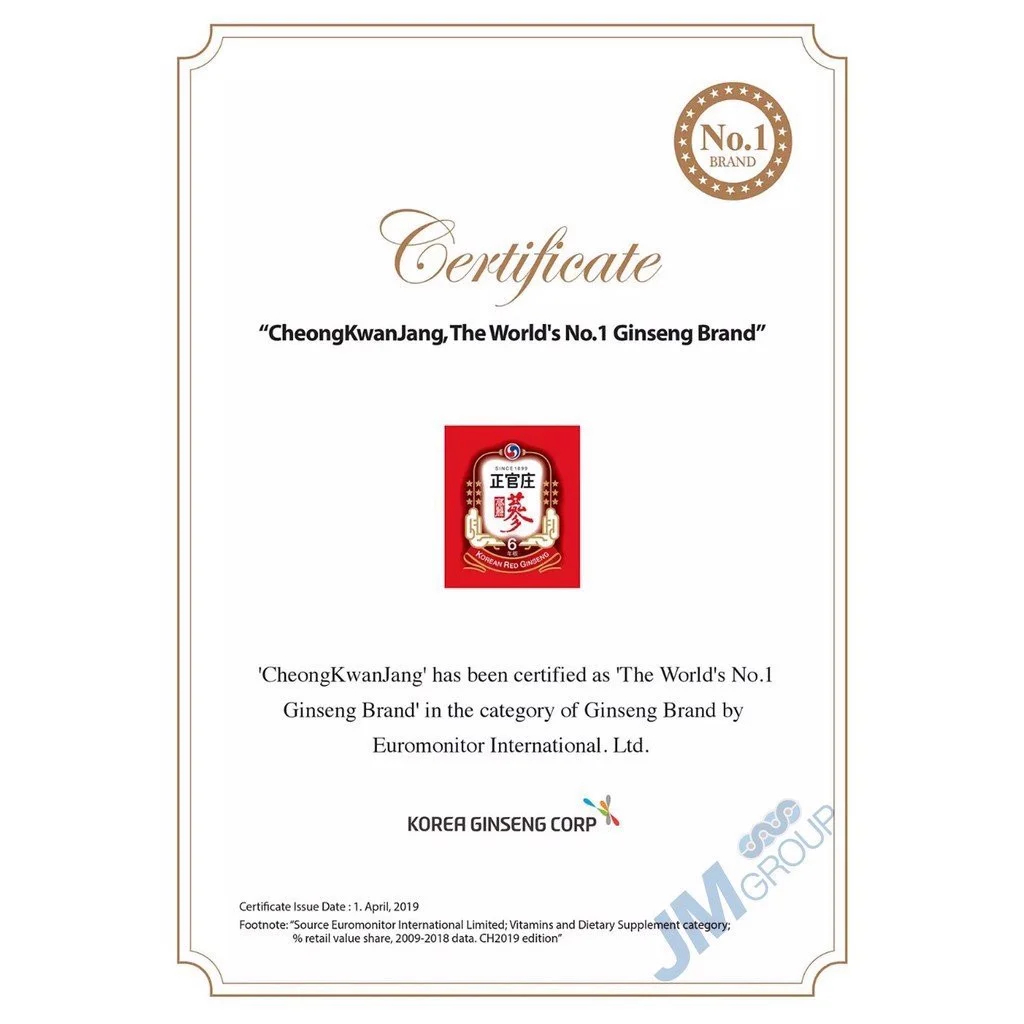 No.1
BRAND
Certificate
“CheongKwanJang,The World's No.1 Ginseng Brand”
SINCE 1899
正官庄
蔘
6
年根
KOREAN RED GINSENG
'CheongKwanJang' has been certified as 'The World's No.1
Ginseng Brand' in the category of Ginseng Brand by
Euromonitor International. Ltd.
KOREA GINSENG CORP
JM GROUP
Certificate Issue Date : 1. April, 2019
Footnote: “Source Euromonitor International Limited; Vitamins and Dietary Supplement category;
% retail value share, 2009-2018 data. CH2019 edition”